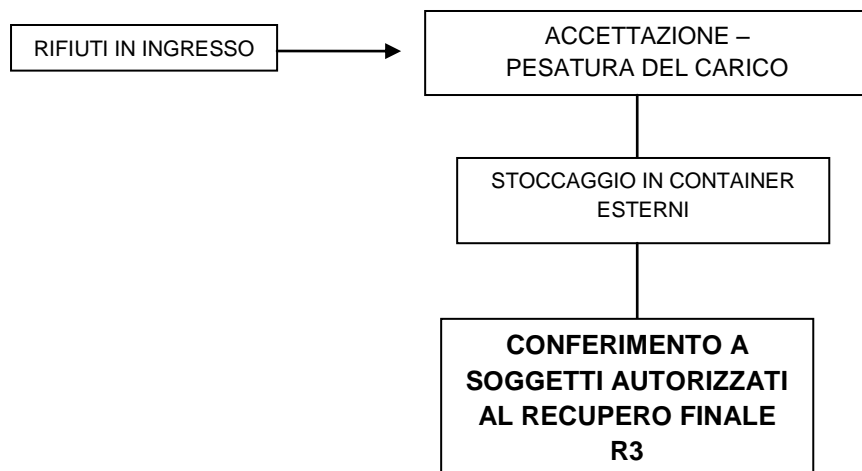 RIFIUTI IN INGRESSO
ACCETTAZIONE –
PESATURA DEL CARICO
STOCCAGGIO IN CONTAINER
ESTERNI
CONFERIMENTO A
SOGGETTI AUTORIZZATI
AL RECUPERO FINALE
R3